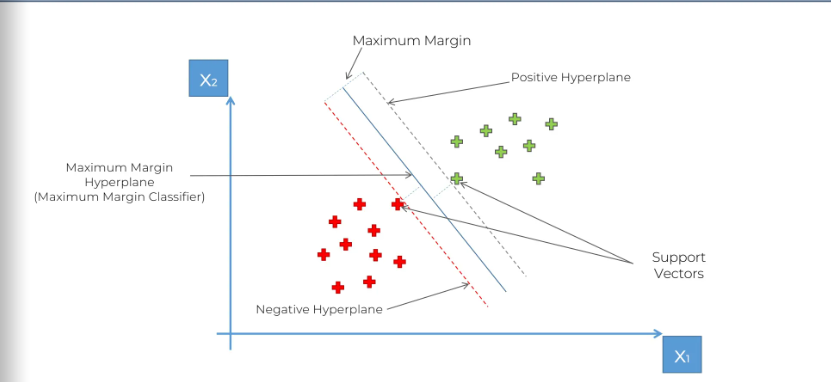 Maximum Margin
X2
Positive Hyperplane
Maximum Margin
Hyperplane
(Maximum Margin Classifier)
Support
Vectors
Negative Hyperplane
X1